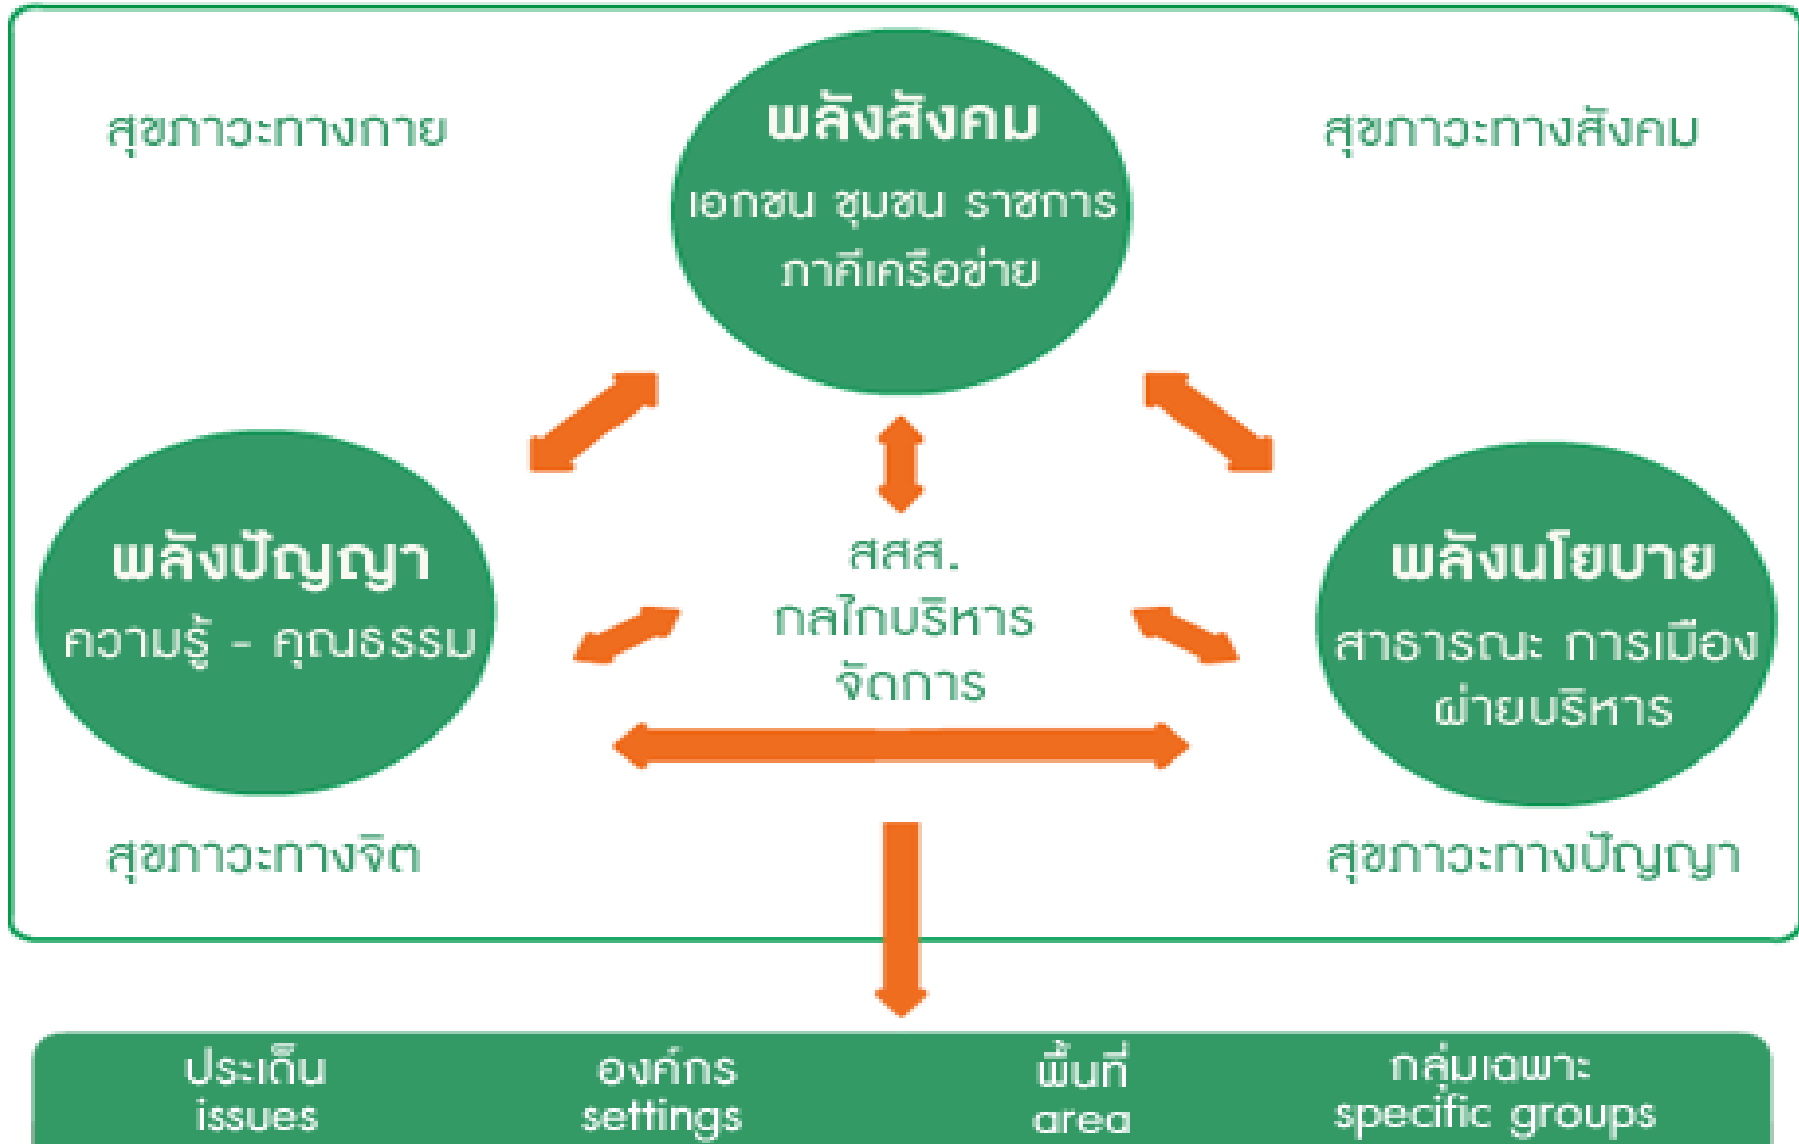 สุขภาวะทางกาย
พลังสังคม
เอกชน ชุมชน ราชการ
ภาคีเครือข่าย
สุขภาวะทางสังคม
พลังปัญญา
ความรู้ - คุณธรรม
สสส.
กลไกบริหาร
จัดการ
พลังนโยบาย
สาธารณะ การเมือง
ฝ่ายบริหาร
สุขภาวะทางจิต
สุขภาวะทางปัญญา
ประเด็น
issues
องค์กร
settings
พื้นที่
area
กลุ่มเฉพาะ
specific groups